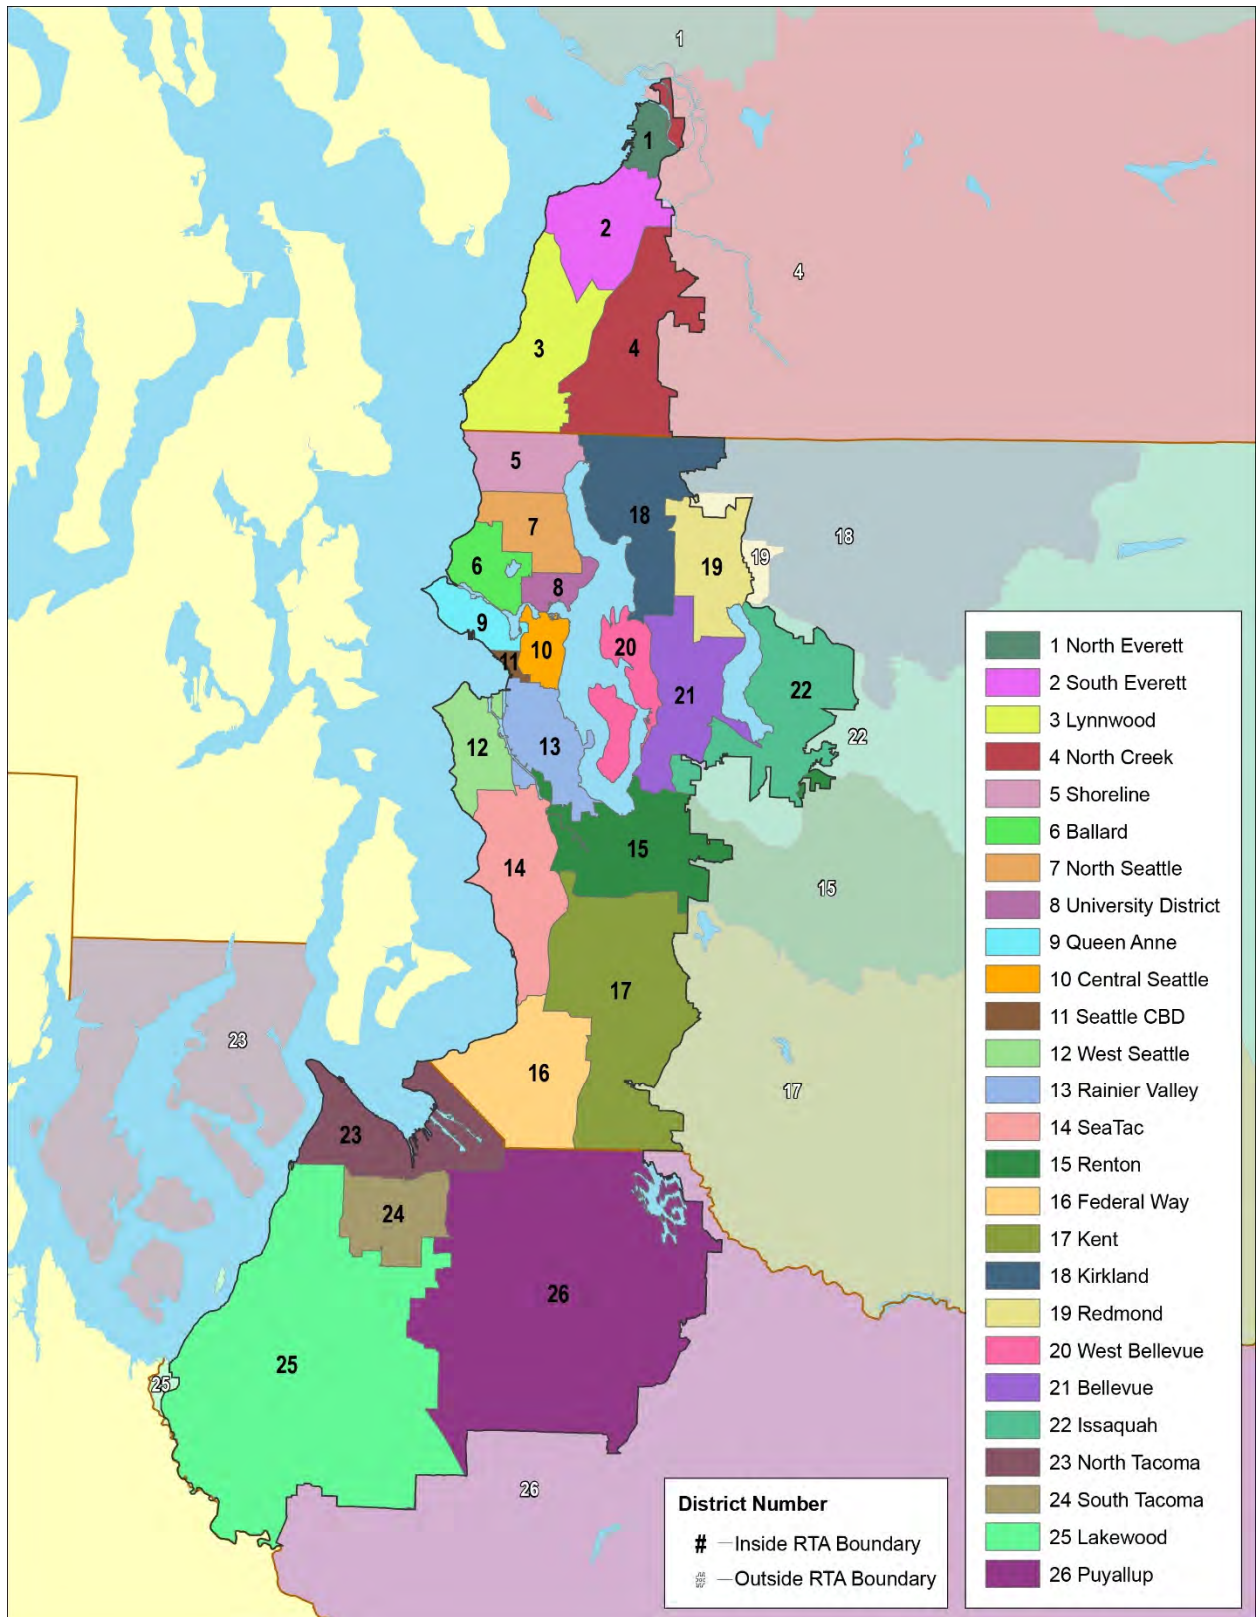 1
1
2
4
3
4
5
18
7
18
6
19
19
8
9
10
20
11
21
22
12
13
22
14
15
15
17
23
16
17
23
24
26
25
25
26
1 North Everett
2 South Everett
3 Lynnwood
4 North Creek
5 Shoreline
6 Ballard
7 North Seattle
8 University District
9 Queen Anne
10 Central Seattle
11 Seattle CBD
12 West Seattle
13 Rainier Valley
14 SeaTac
15 Renton
16 Federal Way
17 Kent
18 Kirkland
19 Redmond
20 West Bellevue
21 Bellevue
22 Issaquah
23 North Tacoma
24 South Tacoma
25 Lakewood
26 Puyallup
District Number
# — Inside RTA Boundary
# — Outside RTA Boundary